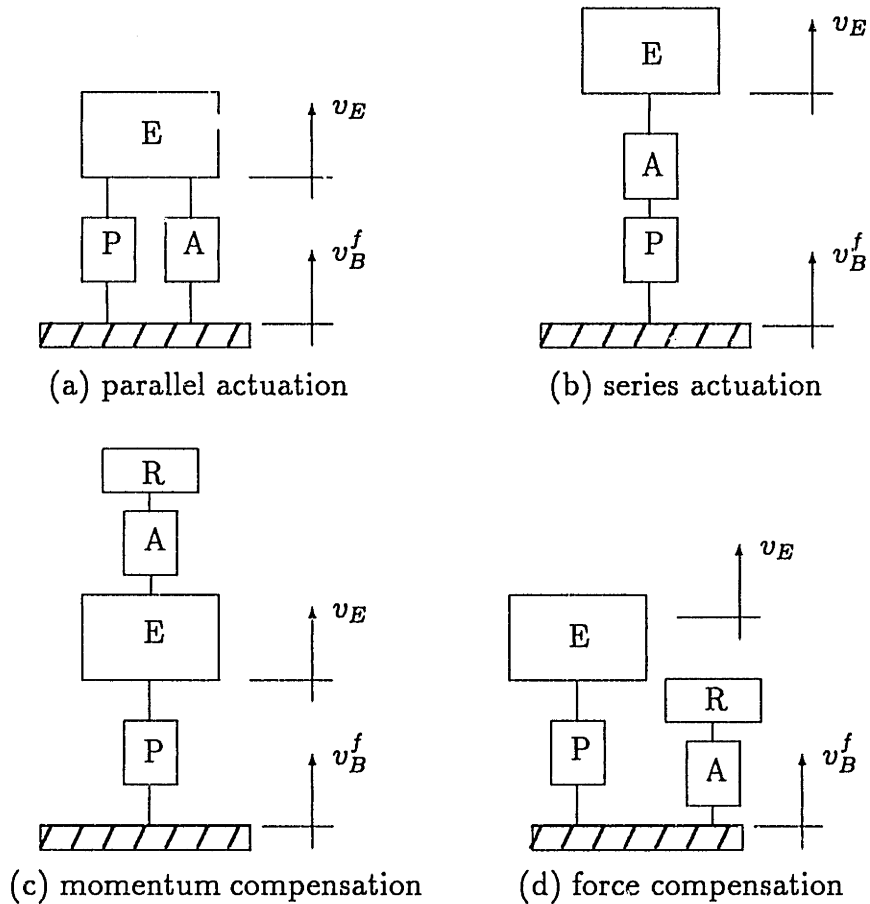 E
v_E
P
A
v_B^f
(a) parallel actuation
E
v_E
A
P
v_B^f
(b) series actuation
R
A
E
v_E
P
v_B^f
(c) momentum compensation
v_E
E
R
P
A
v_B^f
(d) force compensation